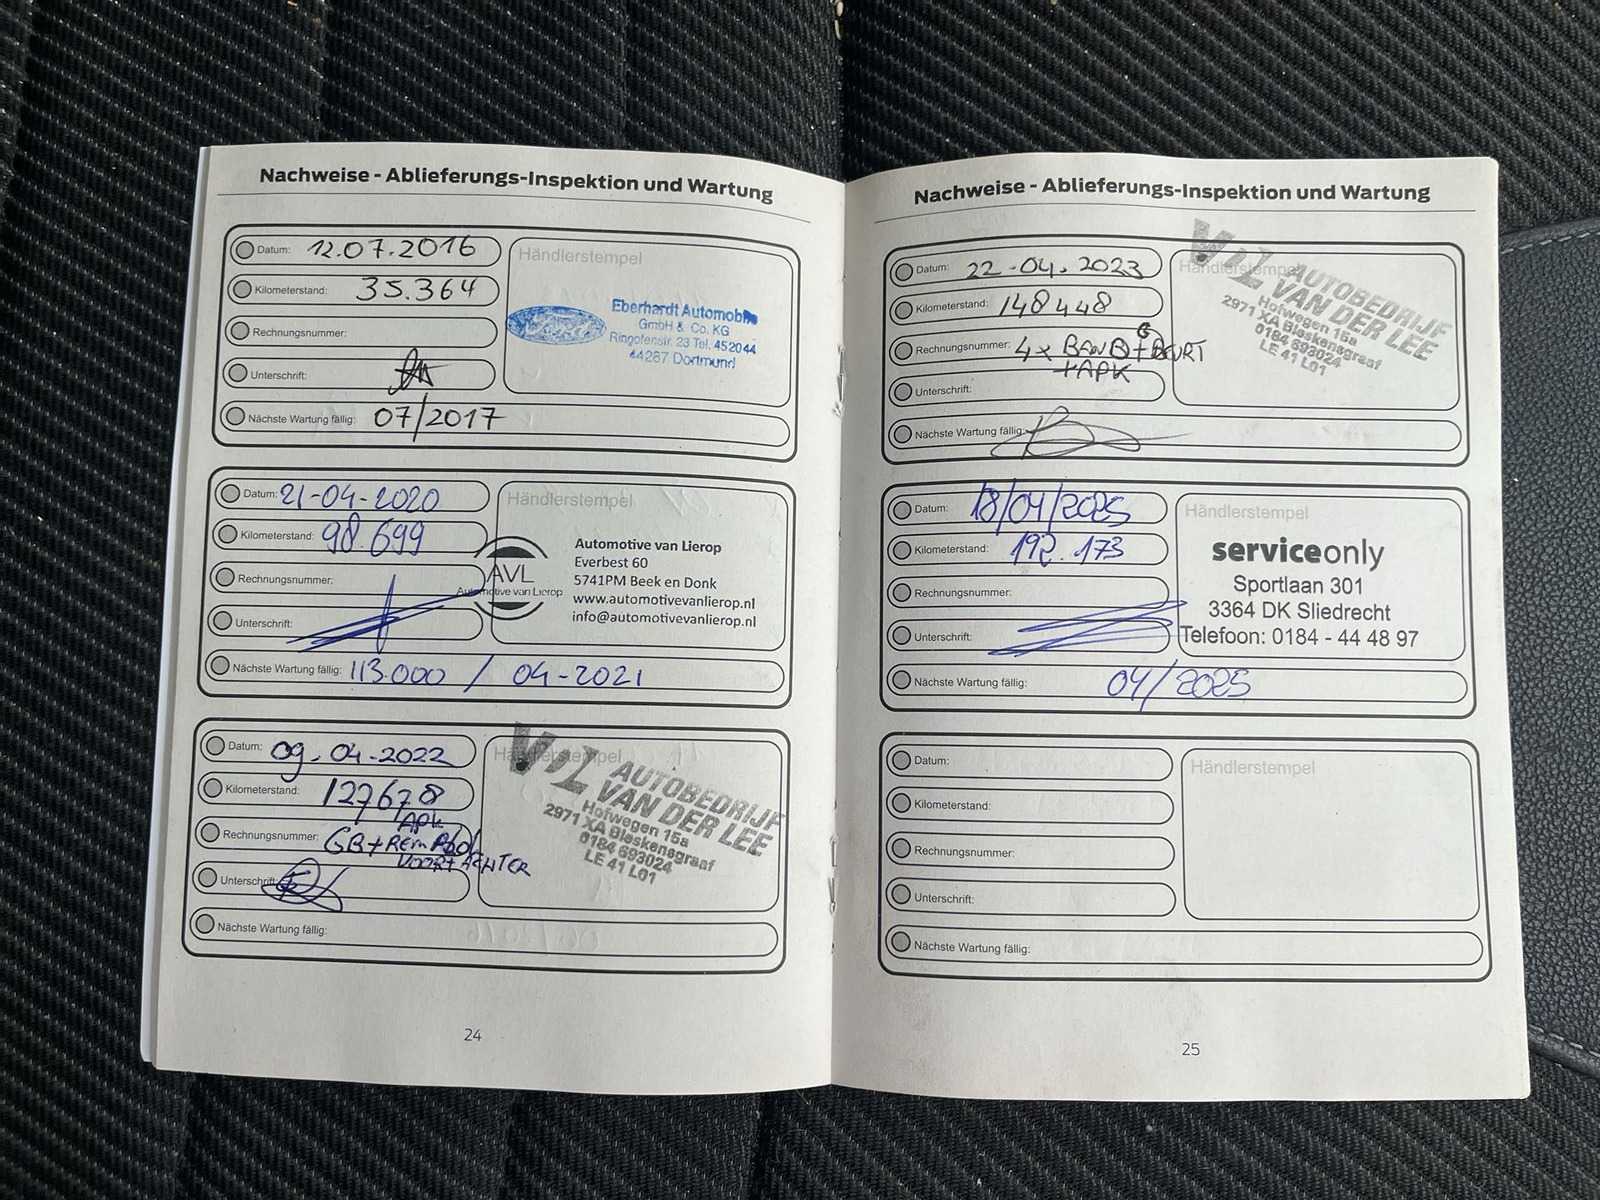 Nachweise - Ablieferungs-Inspektion und Wartung
Datum: 12.07.2016
Kilometerstand: 35.364
Rechnungsnummer:
Unterschrift:
Nächste Wartung fällig: 07/2017
Händlerstempel
Eberhardt Automobile
GmbH & Co. KG
Ringofenstr. 23 Tel. 452044
44287 Dortmund
Datum: 21-04-2020
Kilometerstand: 98.699
Rechnungsnummer:
Unterschrift:
Nächste Wartung fällig: 113.000 / 04-2021
Händlerstempel
AVL
Automotive van Lierop
Automotive van Lierop
Everbest 60
5741PM Beek en Donk
www.automotivevanlierop.nl
info@automotivevanlierop.nl
Datum: 09-04-2022
Kilometerstand: 127678
APK
Rechnungsnummer: GB+REM
VOOR+ACHTER
Unterschrift:
Nächste Wartung fällig:
Händlerstempel
AUTOBEDRIJF
VAN DER LEE
Hofwegen 15a
2971 XA Bleskensgraaf
0184 693024
LE 41 L01
24
Nachweise - Ablieferungs-Inspektion und Wartung
Datum: 22-04.2023
Kilometerstand: 148448
Rechnungsnummer: 4x BAND+ BEURT
+APK
Unterschrift:
Nächste Wartung fällig:
Händlerstempel
AUTOBEDRIJF
VAN DER LEE
Hofwegen 15a
2971 XA Bleskensgraaf
0184 693024
LE 41 L01
Datum: 18/04/2025
Kilometerstand: 192.173
Rechnungsnummer:
Unterschrift:
Nächste Wartung fällig: 04/2025
Händlerstempel
serviceonly
Sportlaan 301
3364 DK Sliedrecht
Telefoon: 0184 - 44 48 97
Datum:
Kilometerstand:
Rechnungsnummer:
Unterschrift:
Nächste Wartung fällig:
Händlerstempel
25